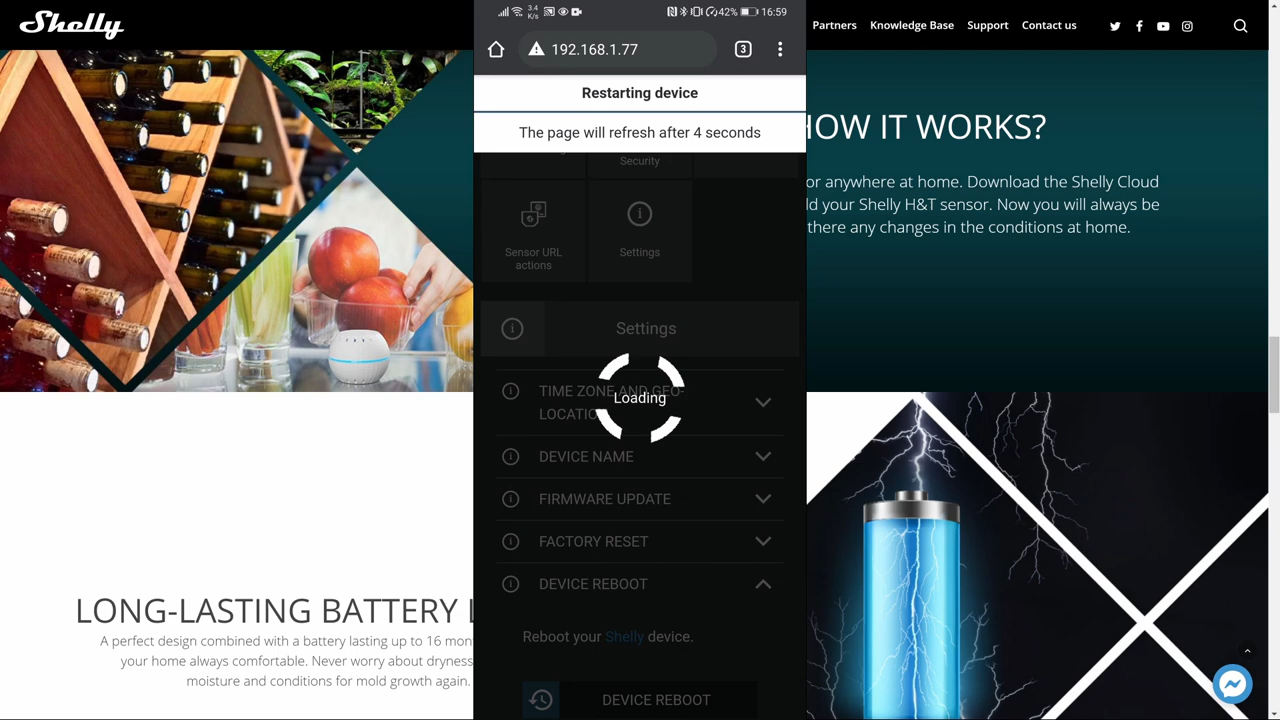 Shelly
Partners
Knowledge Base
Support
Contact us
3.4
K/s
42%
16:59
192.168.1.77
3
Restarting device
The page will refresh after 4 seconds
Security
Sensor URL
actions
Settings
Settings
Loading
TIME ZONE AND GEO-
LOCATIO
DEVICE NAME
FIRMWARE UPDATE
FACTORY RESET
DEVICE REBOOT
Reboot your Shelly device.
DEVICE REBOOT
HOW IT WORKS?
or anywhere at home. Download the Shelly Cloud
d your Shelly H&T sensor. Now you will always be
there any changes in the conditions at home.
LONG-LASTING BATTERY L
A perfect design combined with a battery lasting up to 16 mon
your home always comfortable. Never worry about dryness
moisture and conditions for mold growth again.